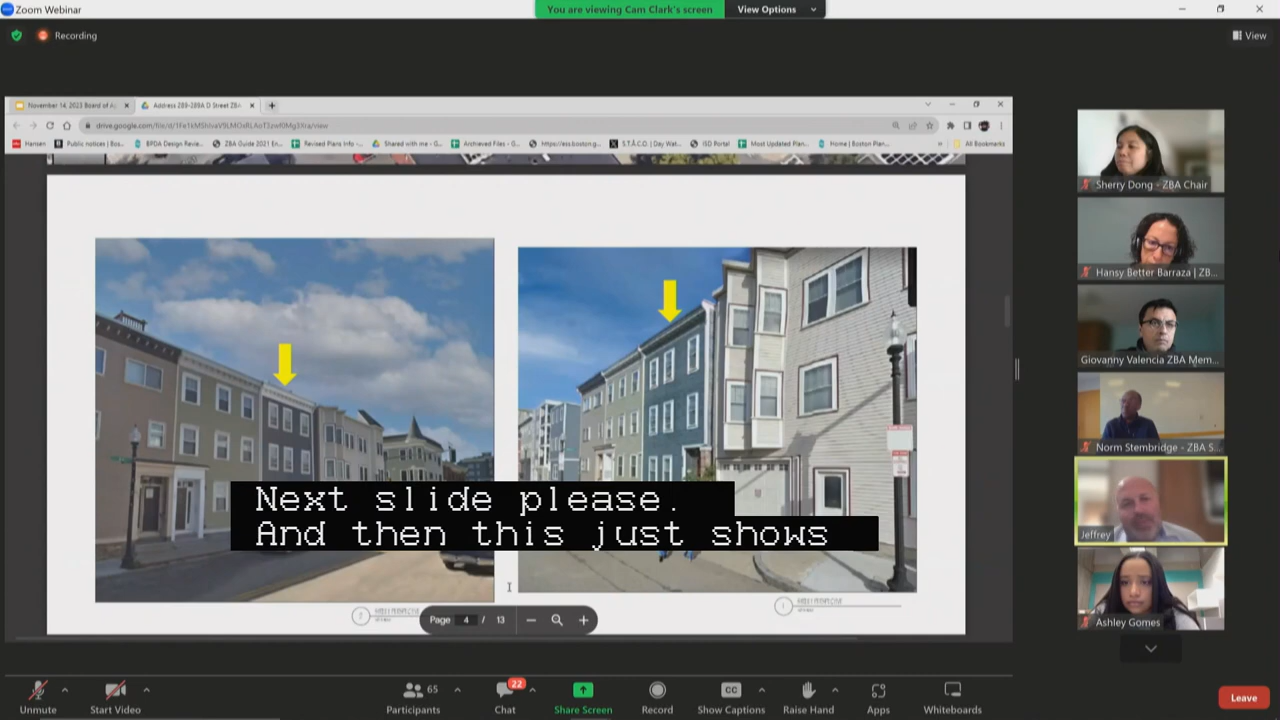 Zoom Webinar
You are viewing Cam Clark's screen
View Options
Recording
View
November 14, 2023 Board of A
Address 289-289A D Street ZBA
Hansen
Public notices | Bos...
BPDA Design Revie...
ZBA Guide 2021 En...
Revised Plans Info -...
Shared with me - G...
Archieved Files - G...
https://ess.boston.g...
S.T.A.C.O. | Day Wat...
ISD Portal
Most Updated Plan...
Home | Boston Plan...
All Bookmarks
Next slide please.
And then this just shows
Page 4 / 13
Sherry Dong - ZBA Chair
Hansy Better Barraza | ZB...
Giovanny Valencia ZBA Mem...
Norm Stembridge - ZBA S...
Jeffrey
Ashley Gomes
Unmute
Start Video
65
Participants
22
Chat
Share Screen
Record
CC
Show Captions
Raise Hand
Apps
Whiteboards
Leave